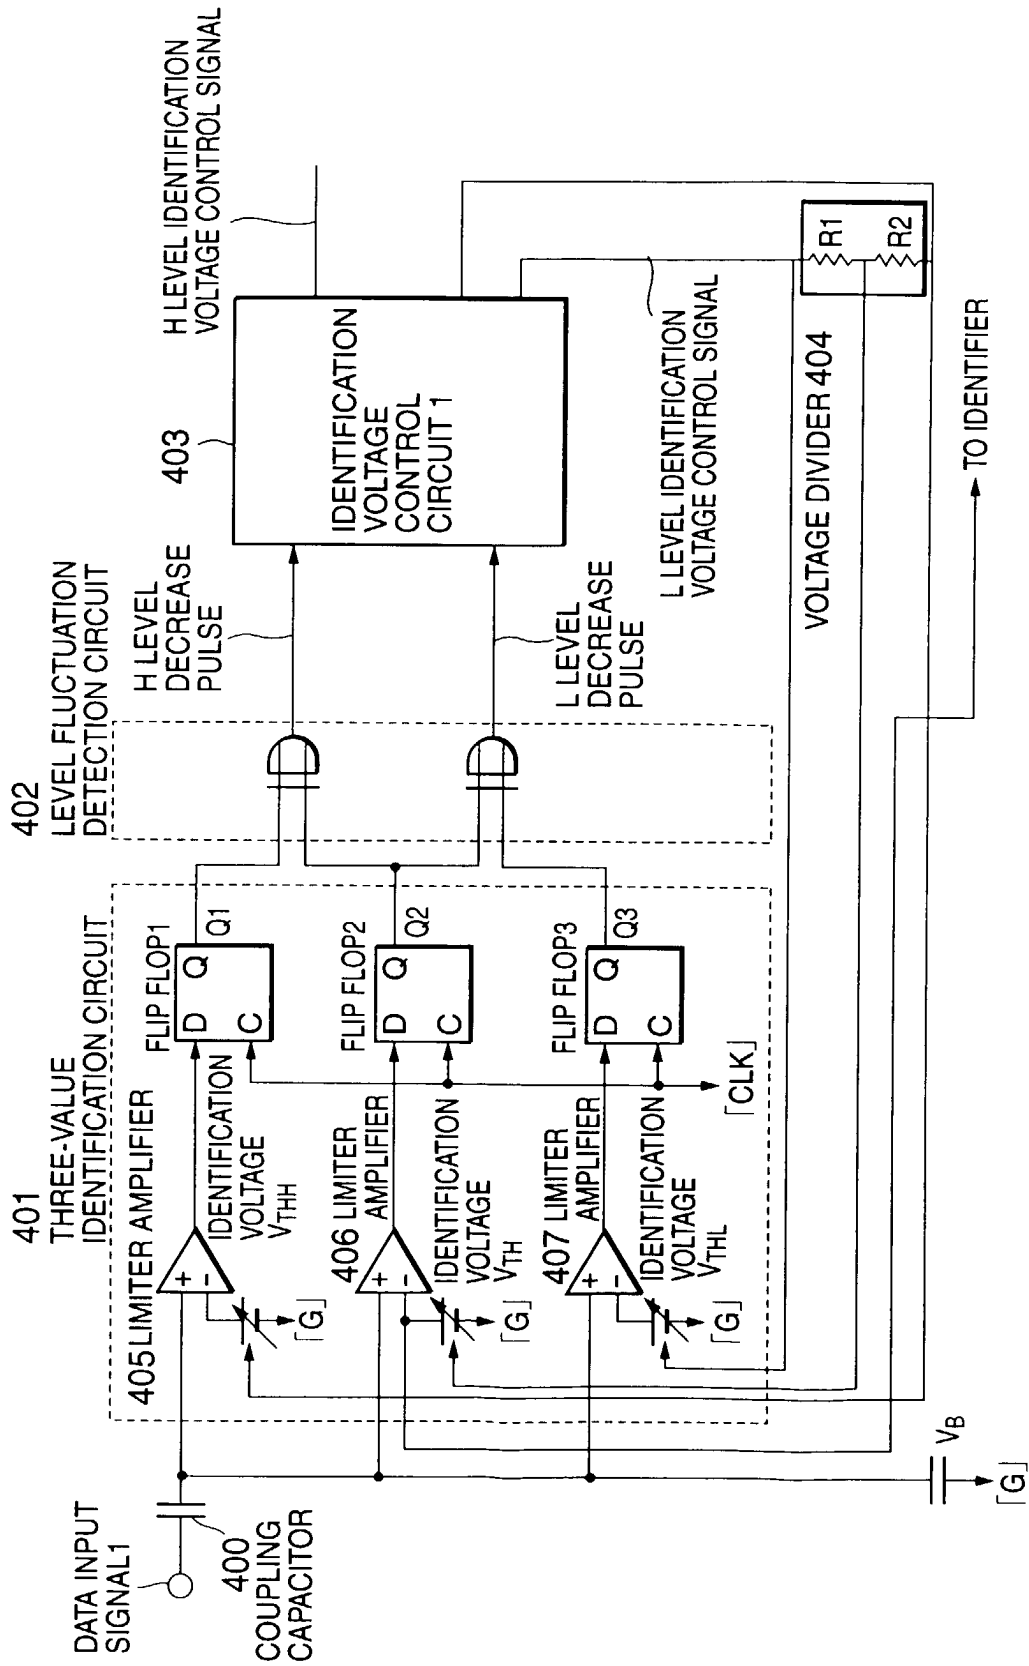 401
THREE-VALUE
IDENTIFICATION CIRCUIT
402
LEVEL FLUCTUATION
DETECTION CIRCUIT
H LEVEL IDENTIFICATION
VOLTAGE CONTROL SIGNAL
DATA INPUT
SIGNAL1
400
COUPLING
CAPACITOR
405 LIMITER AMPLIFIER
+
-
IDENTIFICATION
VOLTAGE
VTHH
「G」
FLIP FLOP1
D
Q
C
Q1
H LEVEL
DECREASE
PULSE
403
IDENTIFICATION
VOLTAGE
CONTROL
CIRCUIT 1
406 LIMITER
AMPLIFIER
+
-
IDENTIFICATION
VOLTAGE
VTH
「G」
FLIP FLOP2
D
Q
C
Q2
L LEVEL
DECREASE
PULSE
407 LIMITER
AMPLIFIER
+
-
IDENTIFICATION
VOLTAGE
VTHL
「G」
FLIP FLOP3
D
Q
C
Q3
「CLK」
L LEVEL IDENTIFICATION
VOLTAGE CONTROL SIGNAL
VOLTAGE DIVIDER 404
R1
R2
TO IDENTIFIER
VB
「G」